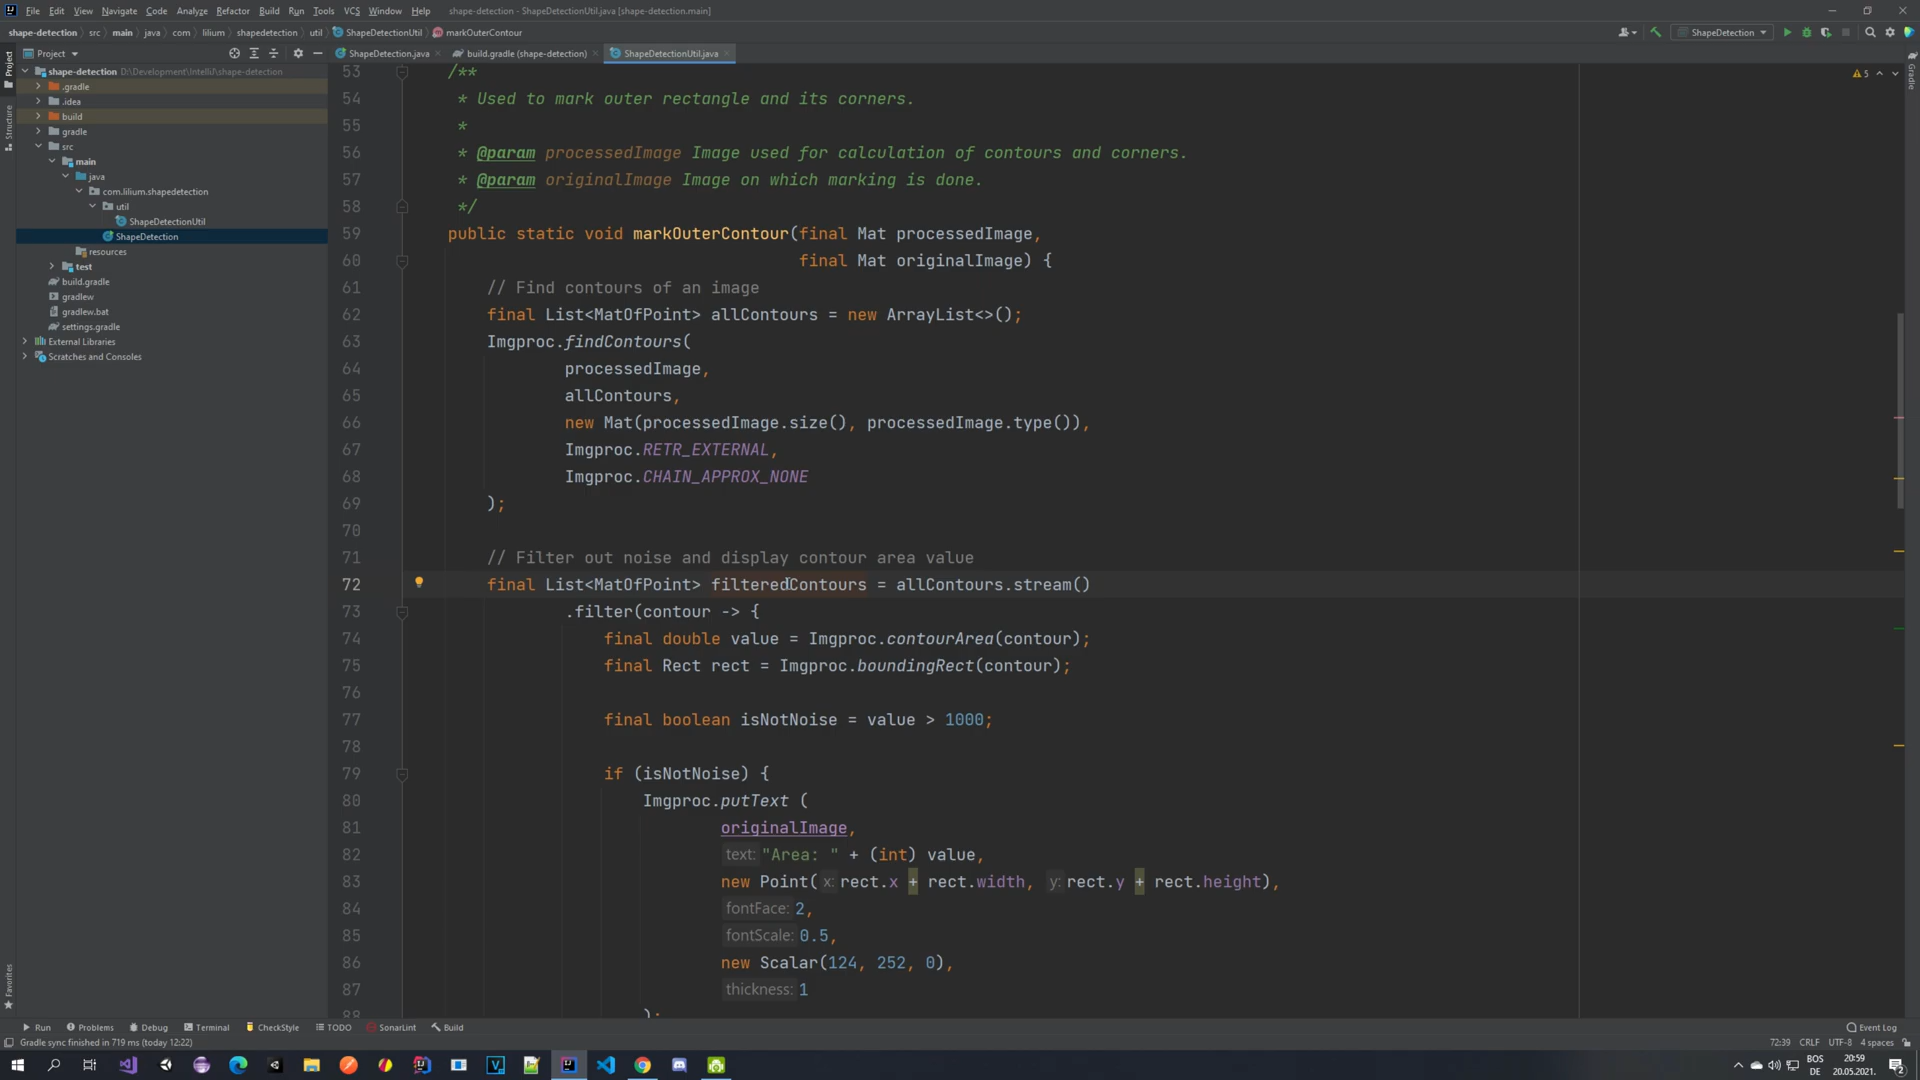 File Edit View Navigate Code Analyze Refactor Build Run Tools VCS Window Help shape-detection - ShapeDetectionUtil.java [shape-detection.main]
shape-detection src main java com lilium shapedetection util ShapeDetectionUtil markOuterContour ShapeDetection
Project ShapeDetection.java build.gradle (shape-detection) ShapeDetectionUtil.java
shape-detection D:\Development\IntelliJ\shape-detection
.gradle
.idea
build
gradle
src
main
java
com.lilium.shapedetection
util
ShapeDetectionUtil
ShapeDetection
resources
test
build.gradle
gradlew
gradlew.bat
settings.gradle
External Libraries
Scratches and Consoles
Project
Structure
Favorites
Gradle
5
53 /**
54 * Used to mark outer rectangle and its corners.
55 *
56 * @param processedImage Image used for calculation of contours and corners.
57 * @param originalImage Image on which marking is done.
58 */
59 public static void markOuterContour(final Mat processedImage,
60 final Mat originalImage) {
61 // Find contours of an image
62 final List<MatOfPoint> allContours = new ArrayList<>();
63 Imgproc.findContours(
64 processedImage,
65 allContours,
66 new Mat(processedImage.size(), processedImage.type()),
67 Imgproc.RETR_EXTERNAL,
68 Imgproc.CHAIN_APPROX_NONE
69 );
70
71 // Filter out noise and display contour area value
72 final List<MatOfPoint> filteredContours = allContours.stream()
73 .filter(contour -> {
74 final double value = Imgproc.contourArea(contour);
75 final Rect rect = Imgproc.boundingRect(contour);
76
77 final boolean isNotNoise = value > 1000;
78
79 if (isNotNoise) {
80 Imgproc.putText (
81 originalImage,
82 text: "Area: " + (int) value,
83 new Point( x: rect.x + rect.width, y: rect.y + rect.height),
84 fontFace: 2,
85 fontScale: 0.5,
86 new Scalar(124, 252, 0),
87 thickness: 1
88 );
Run Problems Debug Terminal CheckStyle TODO SonarLint Build Event Log
Gradle sync finished in 719 ms (today 12:22) 72:39 CRLF UTF-8 4 spaces
BOS 20:59
DE 20.05.2021. 2